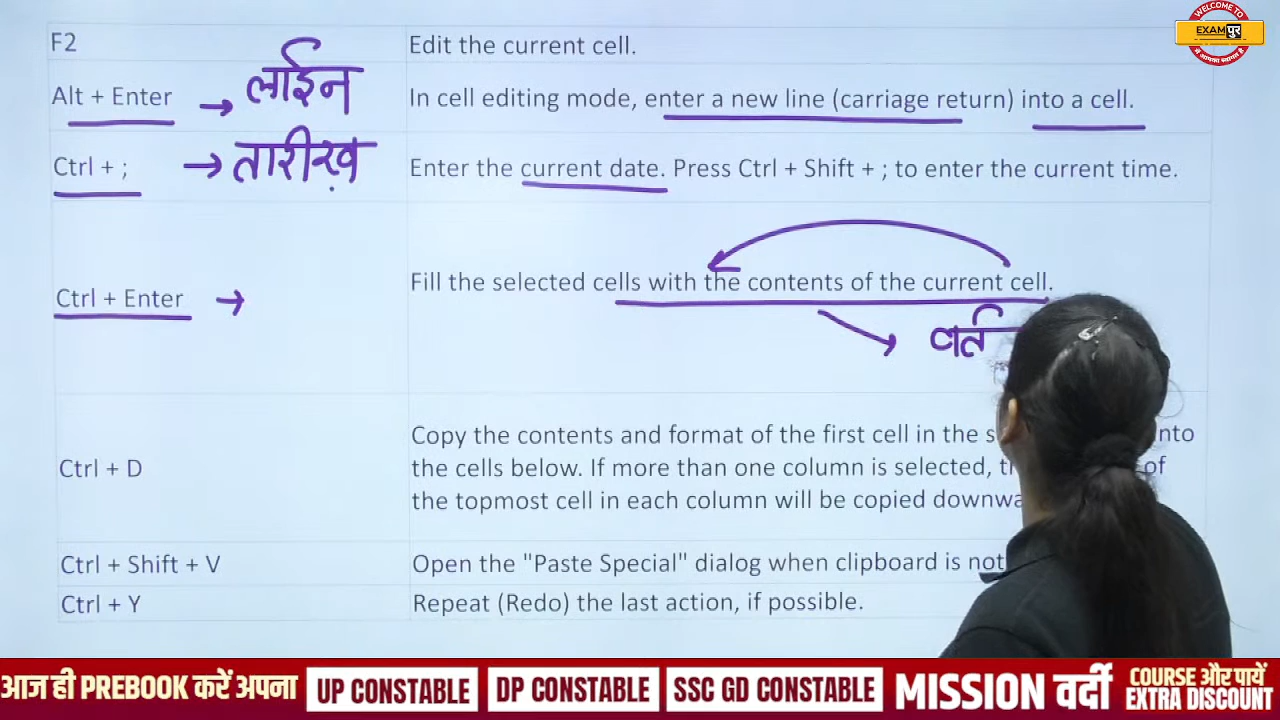 WELCOME TO
EXAMपुर
F2
Edit the current cell.
Alt + Enter
लाईन
In cell editing mode, enter a new line (carriage return) into a cell.
Ctrl + ;
तारीख़
Enter the current date. Press Ctrl + Shift + ; to enter the current time.
Ctrl + Enter
Fill the selected cells with the contents of the current cell.
वर्त
Ctrl + D
Copy the contents and format of the first cell in the
the cells below. If more than one column is selected, of
the topmost cell in each column will be copied
Ctrl + Shift + V
Open the "Paste Special" dialog when clipboard is not
Ctrl + Y
Repeat (Redo) the last action, if possible.
आज ही PREBOOK करें अपना
UP CONSTABLE
DP CONSTABLE
SSC GD CONSTABLE
MISSION वर्दी
COURSE और पायें
EXTRA DISCOUNT